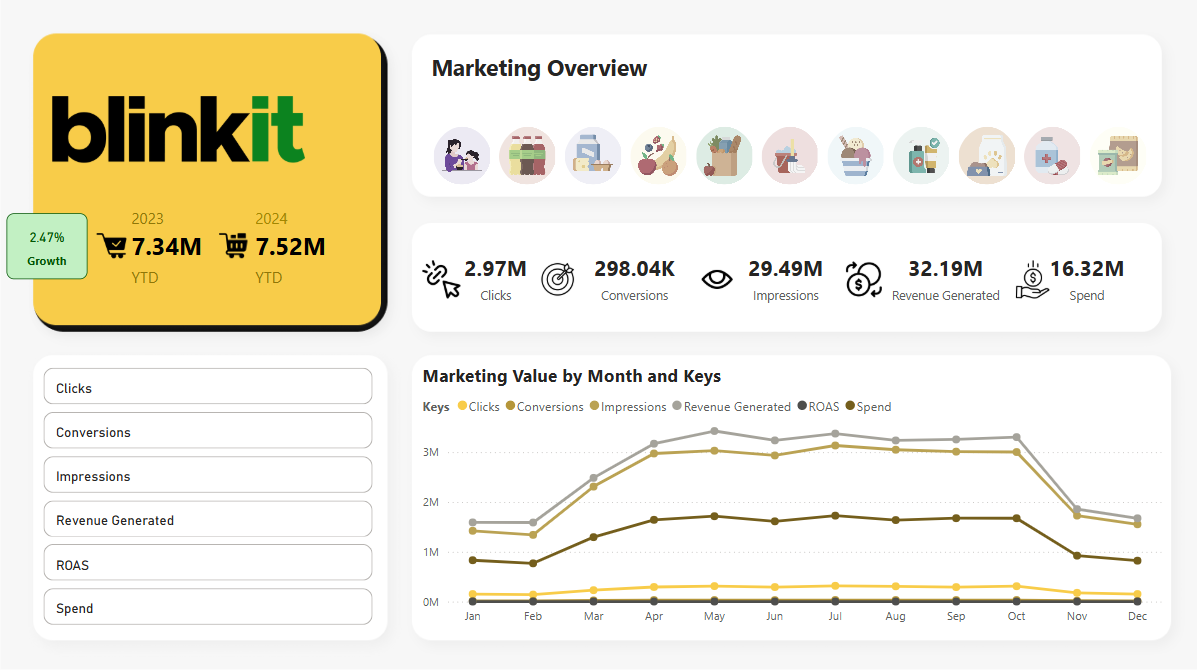 blinkit
2023
2024
2.47%
Growth
7.34M
7.52M
YTD
YTD
Marketing Overview
2.97M
Clicks
298.04K
Conversions
29.49M
Impressions
32.19M
Revenue Generated
16.32M
Spend
Clicks
Conversions
Impressions
Revenue Generated
ROAS
Spend
Marketing Value by Month and Keys
Keys Clicks Conversions Impressions Revenue Generated ROAS Spend
3M
2M
1M
0M
Jan Feb Mar Apr May Jun Jul Aug Sep Oct Nov Dec